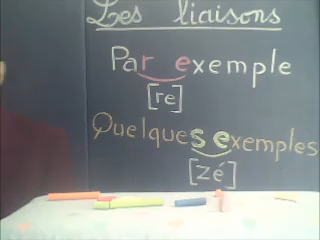 Les liaisons
Par exemple
[re]
Quelques exemples
[zé]